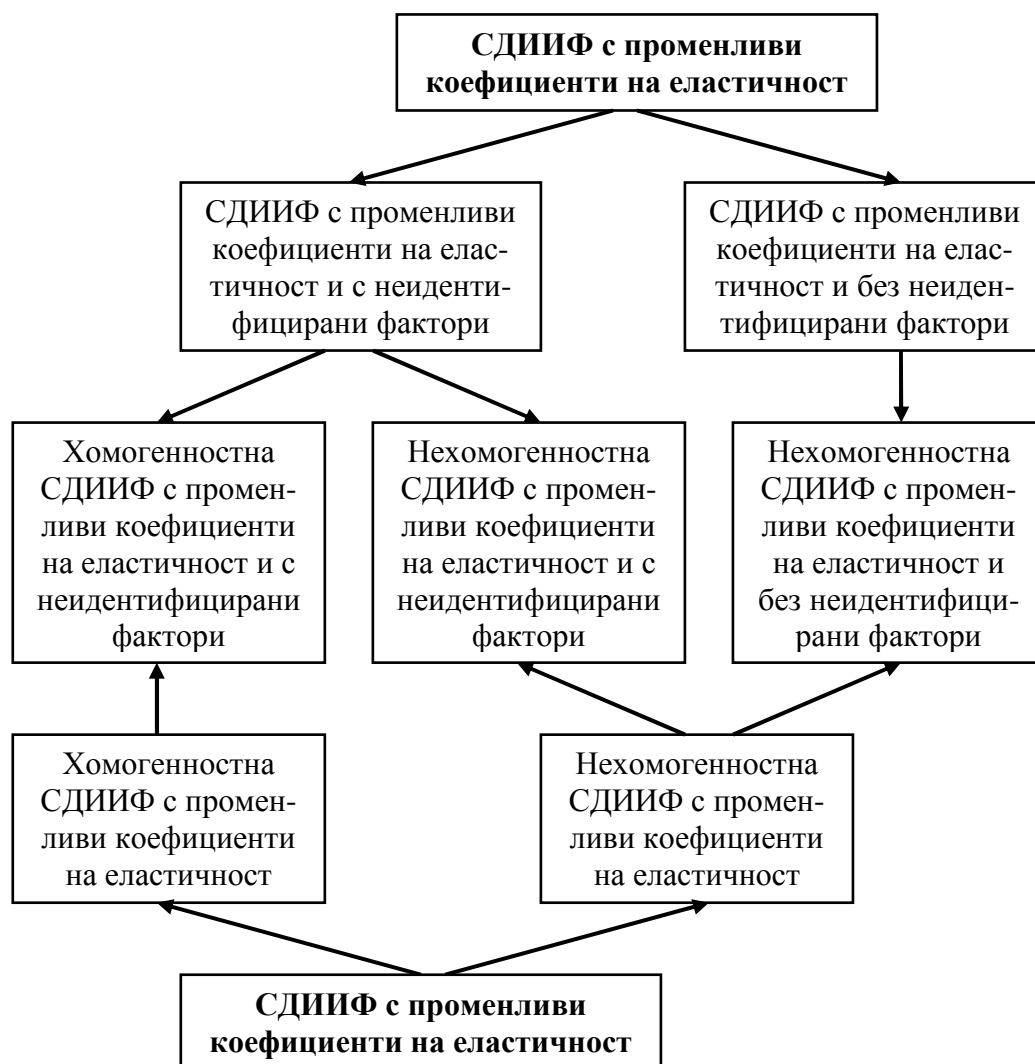 СДИИФ с променливи
коефициенти на еластичност
СДИИФ с променливи
коефициенти на елас-
тичност и с неиденти-
фицирани фактори
СДИИФ с променливи
коефициенти на елас-
тичност и без неиден-
тифицирани фактори
Хомогенностна
СДИИФ с промен-
ливи коефициенти
на еластичност и с
неидентифицирани
фактори
Нехомогенностна
СДИИФ с промен-
ливи коефициенти
на еластичност и с
неидентифицирани
фактори
Нехомогенностна
СДИИФ с промен-
ливи коефициенти
на еластичност и
без неидентифици-
рани фактори
Хомогенностна
СДИИФ с промен-
ливи коефициенти
на еластичност
Нехомогенностна
СДИИФ с промен-
ливи коефициенти
на еластичност
СДИИФ с променливи
коефициенти на еластичност